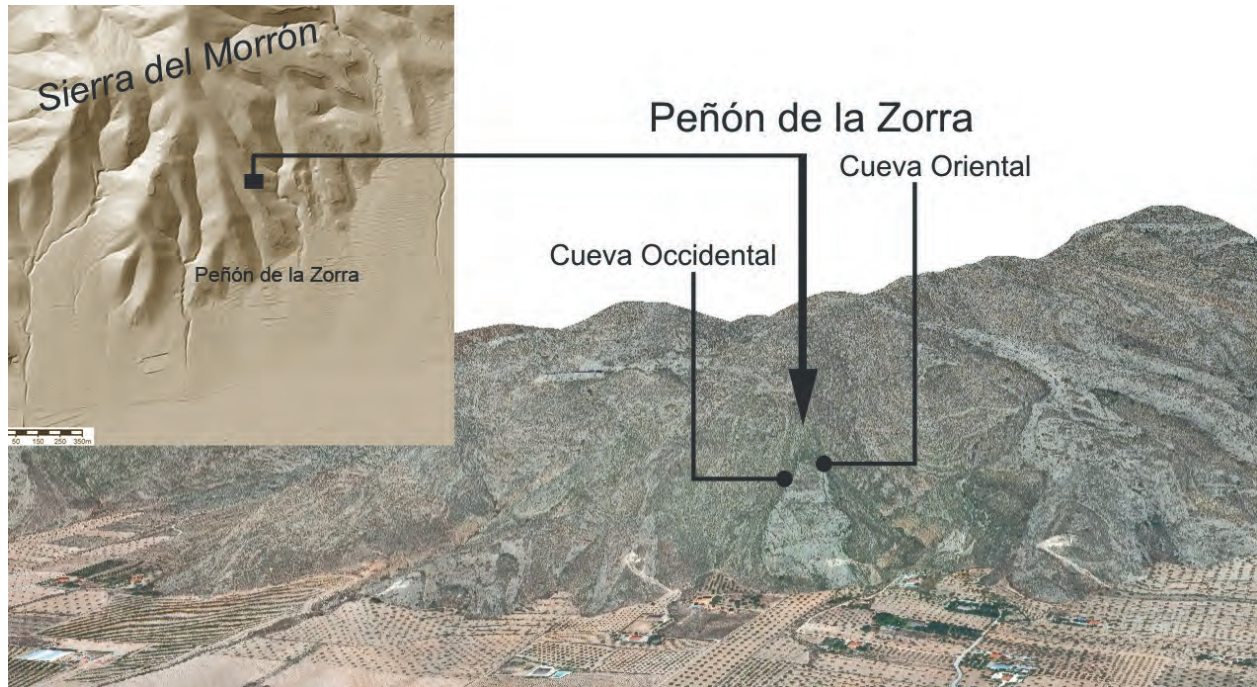 Sierra del Morrón
Peñón de la Zorra
50 150 250 350m
Peñón de la Zorra
Cueva Oriental
Cueva Occidental